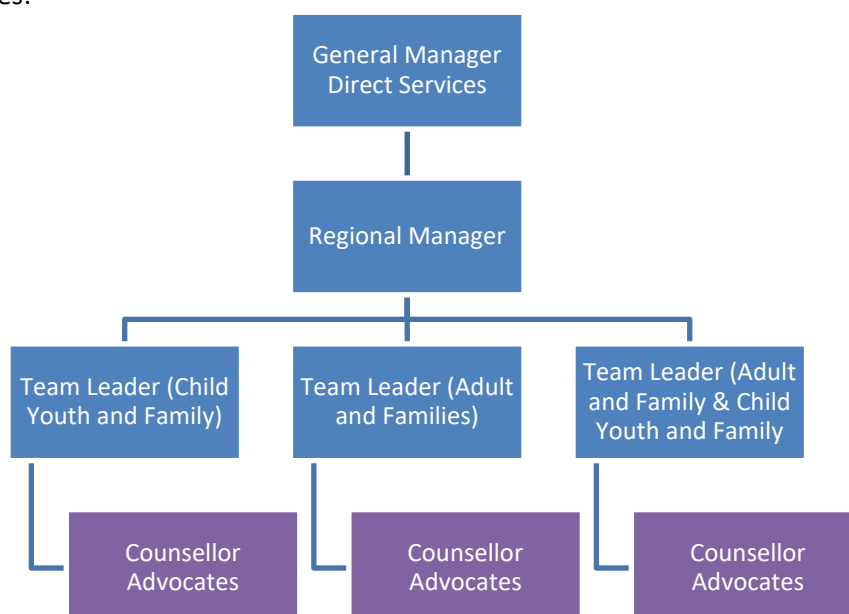 es.
General Manager
Direct Services
Regional Manager
Team Leader (Child
Youth and Family)
Team Leader (Adult
and Families)
Team Leader (Adult
and Family & Child
Youth and Family
Counsellor
Advocates
Counsellor
Advocates
Counsellor
Advocates